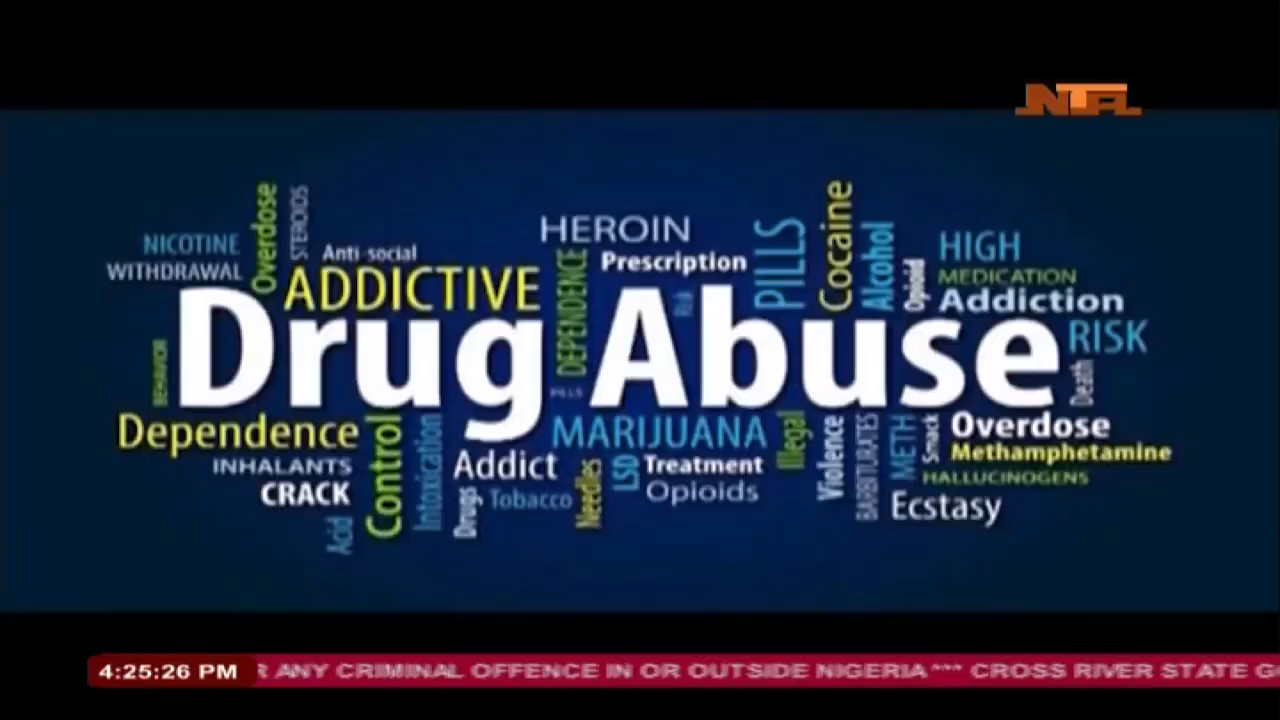 NTA
Overdose
STEROIDS
Cocaine
HEROIN
PILLS
Alcohol
NICOTINE
Anti-social
HIGH
WITHDRAWAL
ADDICTIVE
DEPENDENCE
Prescription
Risk
Opioid
MEDICATION
Addiction
Drug Abuse
RISK
BEHAVIOR
PILLS
Death
Dependence
Control
Intoxication
MARIJUANA
Illegal
Violence
BARBITURATES
METH
Smack
Overdose
Methamphetamine
INHALANTS
Addict
LSD
Treatment
HALLUCINOGENS
CRACK
Drugs
Tobacco
Needles
Opioids
Ecstasy
Acid
4:25:26 PM R ANY CRIMINAL OFFENCE IN OR OUTSIDE NIGERIA *** CROSS RIVER STATE G